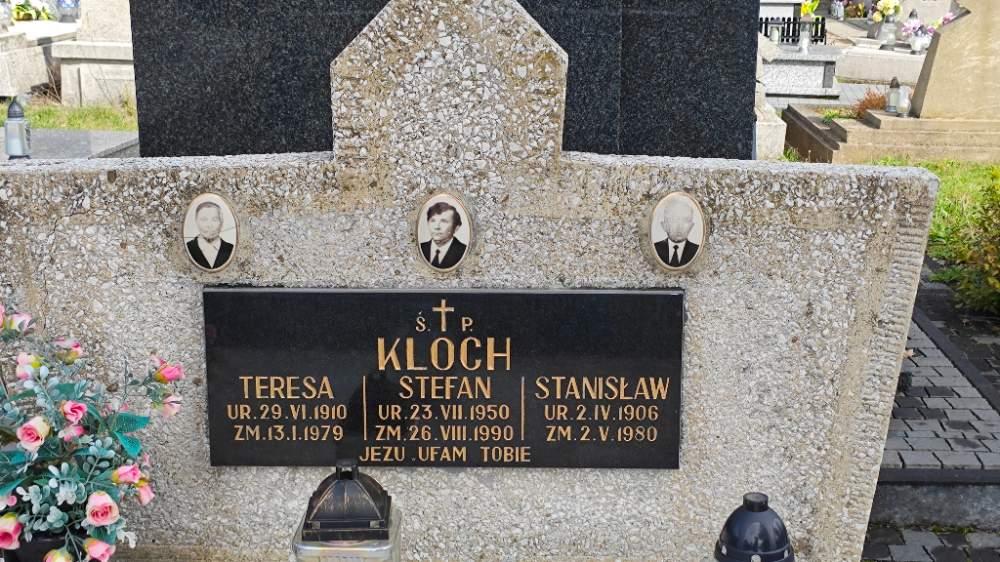 Ś. P.
KLOCH
TERESA
UR. 29. VI. 1910
ZM. 13. I. 1979
STEFAN
UR. 23. VII. 1950
ZM. 26. VIII. 1990
STANISŁAW
UR. 2. IV. 1906
ZM. 2. V. 1980
JEZU . UFAM TOBIE